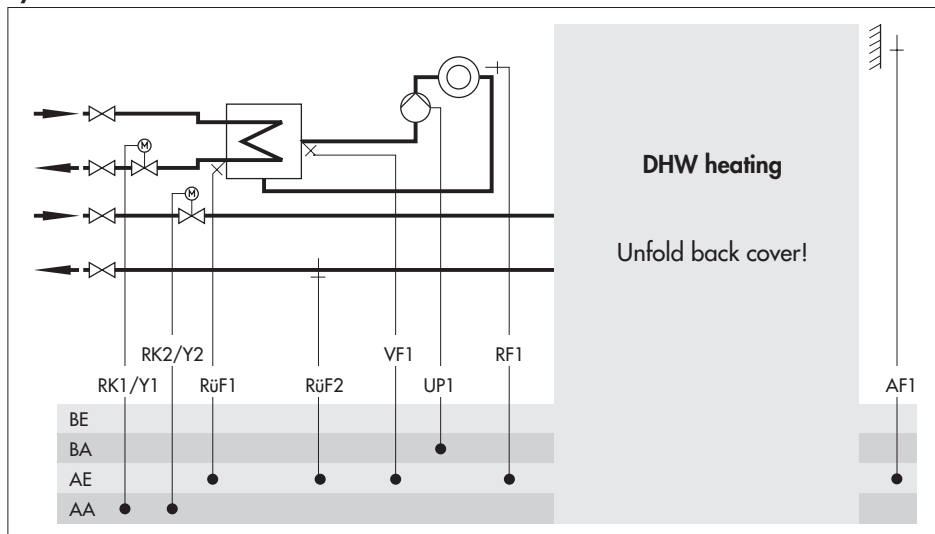 M
M
DHW heating
Unfold back cover!
RK2/Y2 VF1 RF1
RK1/Y1 RüF1 RüF2 UP1 AF1
BE
BA
AE
AA